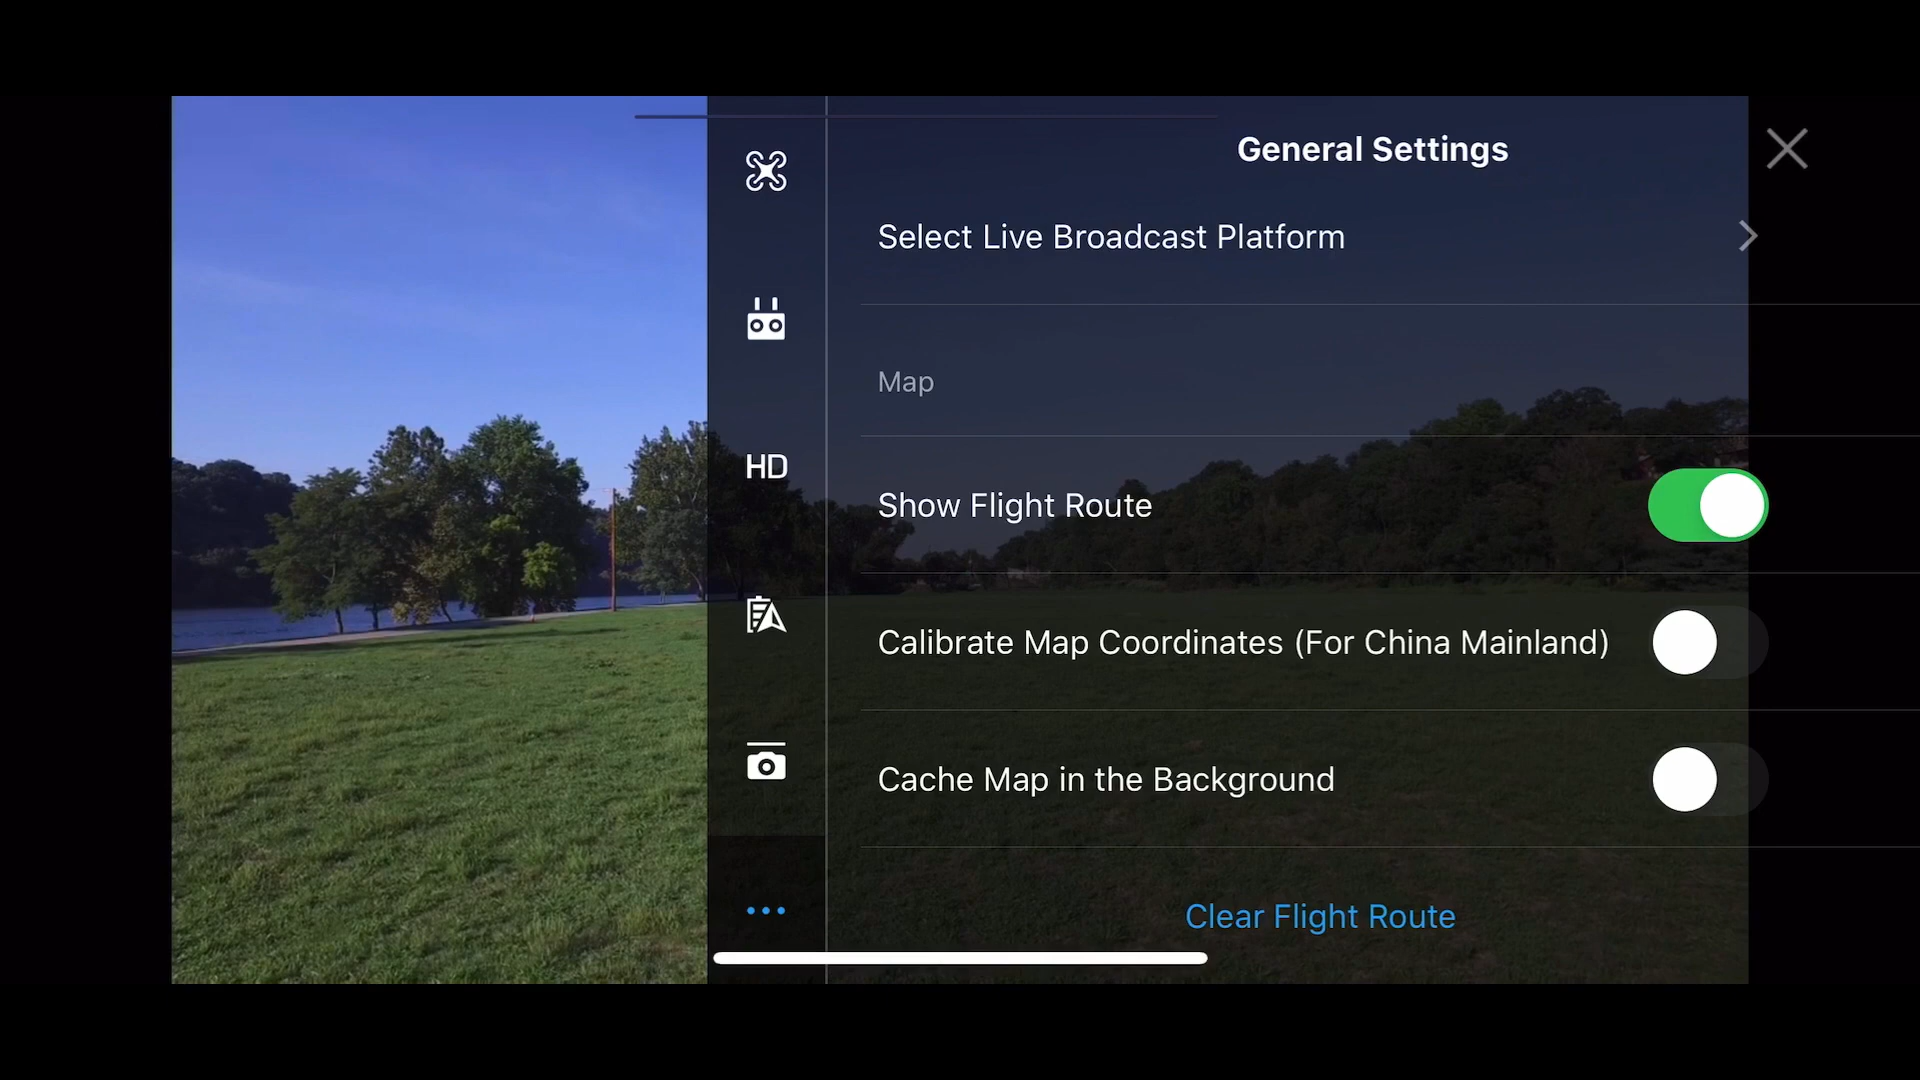 General Settings
Select Live Broadcast Platform
Map
HD
Show Flight Route
Calibrate Map Coordinates (For China Mainland)
Cache Map in the Background
Clear Flight Route